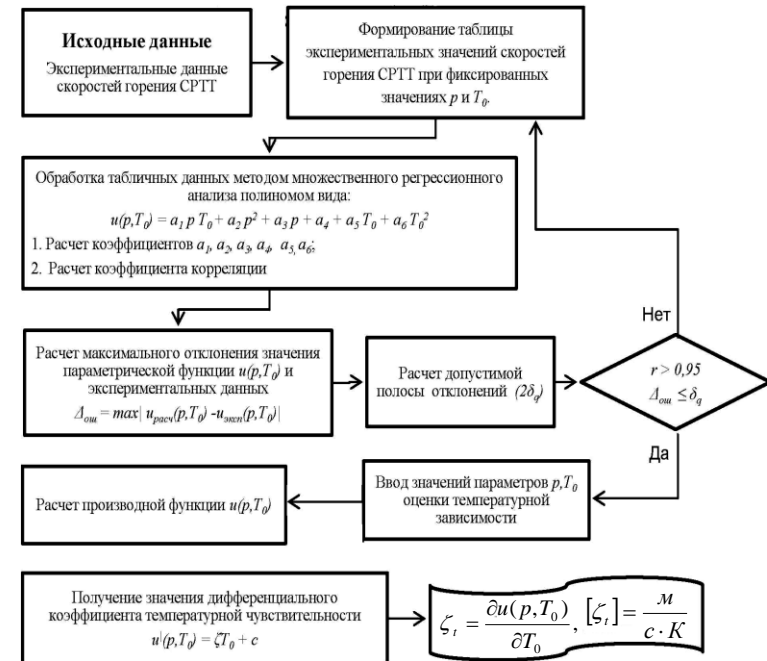 Исходные данные
Экспериментальные данные
скоростей горения СРТТ
Формирование таблицы
экспериментальных значений скоростей
горения СРТТ при фиксированных
значениях p и T₀.
Обработка табличных данных методом множественного регрессионного
анализа полиномом вида:
u(p,T₀) = a₁ p T₀ + a₂ p² + a₃ p + a₄ + a₅ T₀ + a₆ T₀²
1. Расчет коэффициентов a₁, a₂, a₃, a₄, a₅, a₆;
2. Расчет коэффициента корреляции
Расчет максимального отклонения значения
параметрической функции u(p,T₀) и
экспериментальных данных
Δош = max| uрасч(p,T₀) -uэксп(p,T₀)|
Расчет допустимой
полосы отклонений (2δq)
Нет
r > 0,95
Δош ≤ δq
Да
Ввод значений параметров p,T₀
оценки температурной
зависимости
Расчет производной функции u(p,T₀)
Получение значения дифференциального
коэффициента температурной чувствительности
u|(p,T₀) = ζT₀ + c
ζt = ∂u(p,T₀)/∂T₀, [ζt] = м/(с · К)